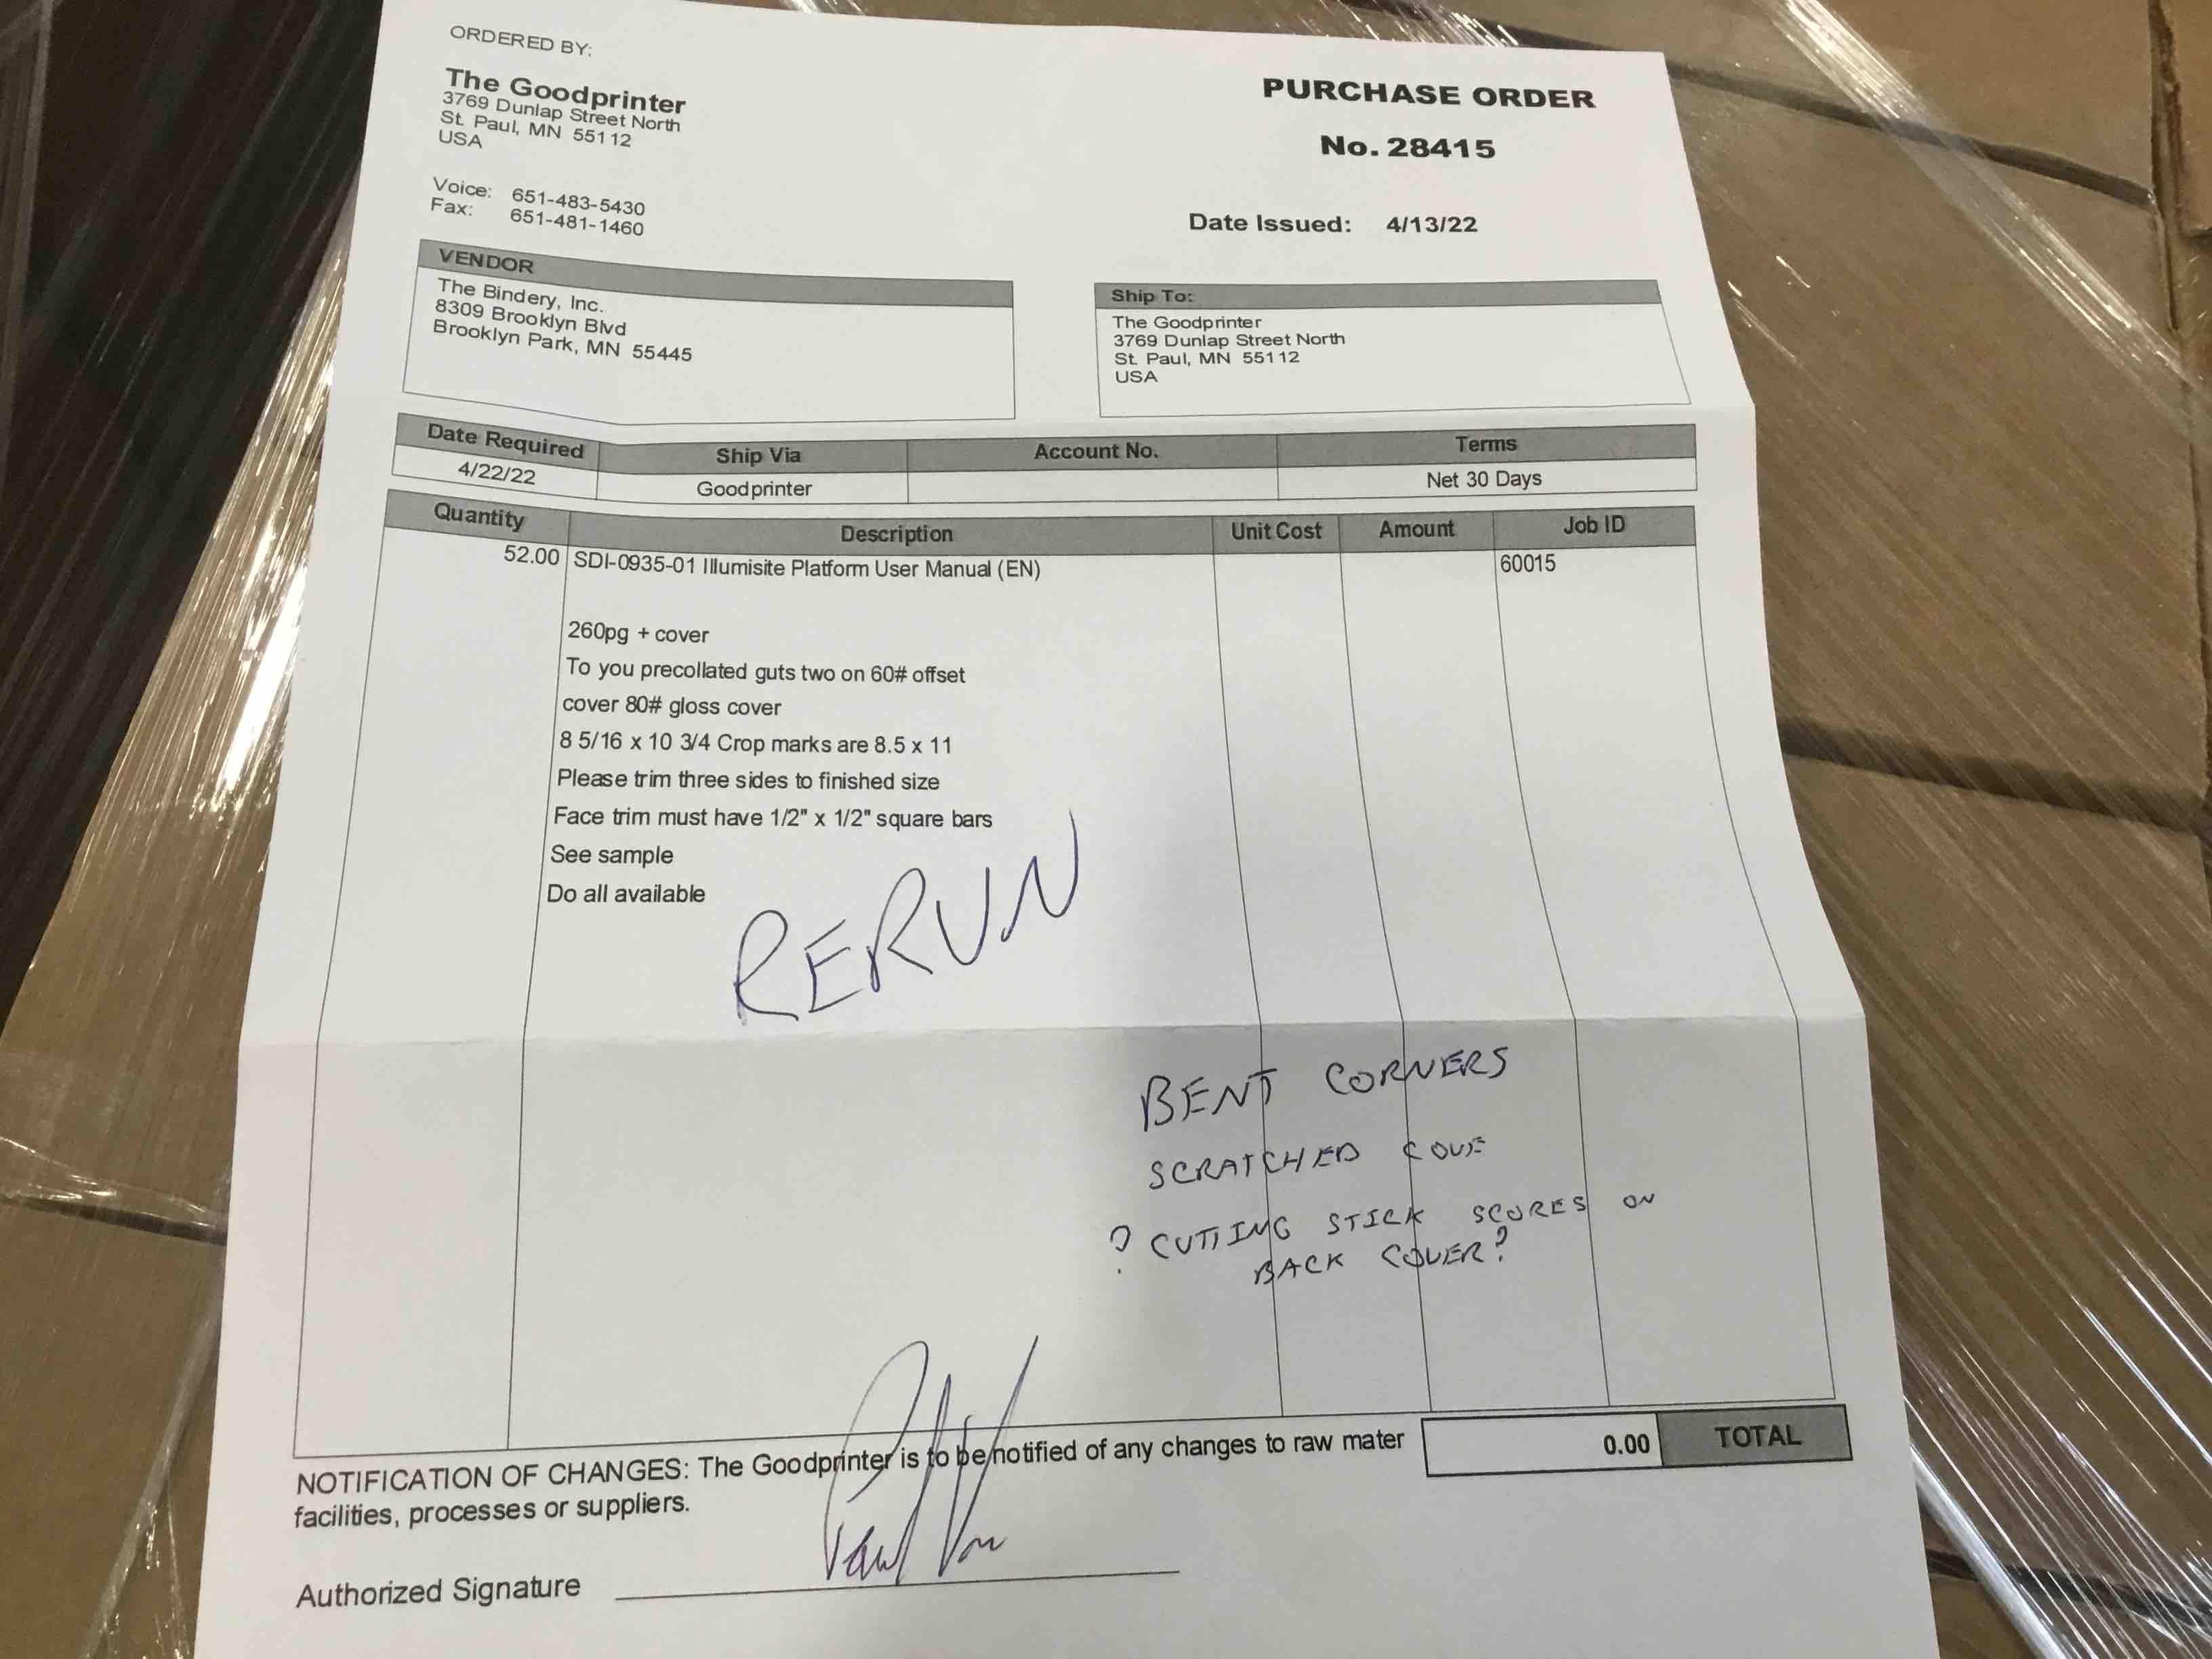 ORDERED BY:
The Goodprinter
3769 Dunlap Street North
St. Paul, MN 55112
USA
Voice: 651-483-5430
Fax: 651-481-1460
PURCHASE ORDER
No. 28415
Date Issued: 4/13/22
VENDOR
The Bindery, Inc.
8309 Brooklyn Blvd
Brooklyn Park, MN 55445
Ship To:
The Goodprinter
3769 Dunlap Street North
St. Paul, MN 55112
USA
Date Required Ship Via Account No. Terms
4/22/22 Goodprinter Net 30 Days
Quantity Description Unit Cost Amount Job ID
52.00 SDI-0935-01 Illumisite Platform User Manual (EN) 60015
260pg + cover
To you precollated guts two on 60# offset
cover 80# gloss cover
8 5/16 x 10 3/4 Crop marks are 8.5 x 11
Please trim three sides to finished size
Face trim must have 1/2" x 1/2" square bars
See sample
Do all available
RERUN
BENT CORNERS
SCRATCHED COVE
? CUTTING STICK SCORES ON
BACK COVER?
NOTIFICATION OF CHANGES: The Goodprinter is to be notified of any changes to raw mater
facilities, processes or suppliers.
0.00 TOTAL
Authorized Signature